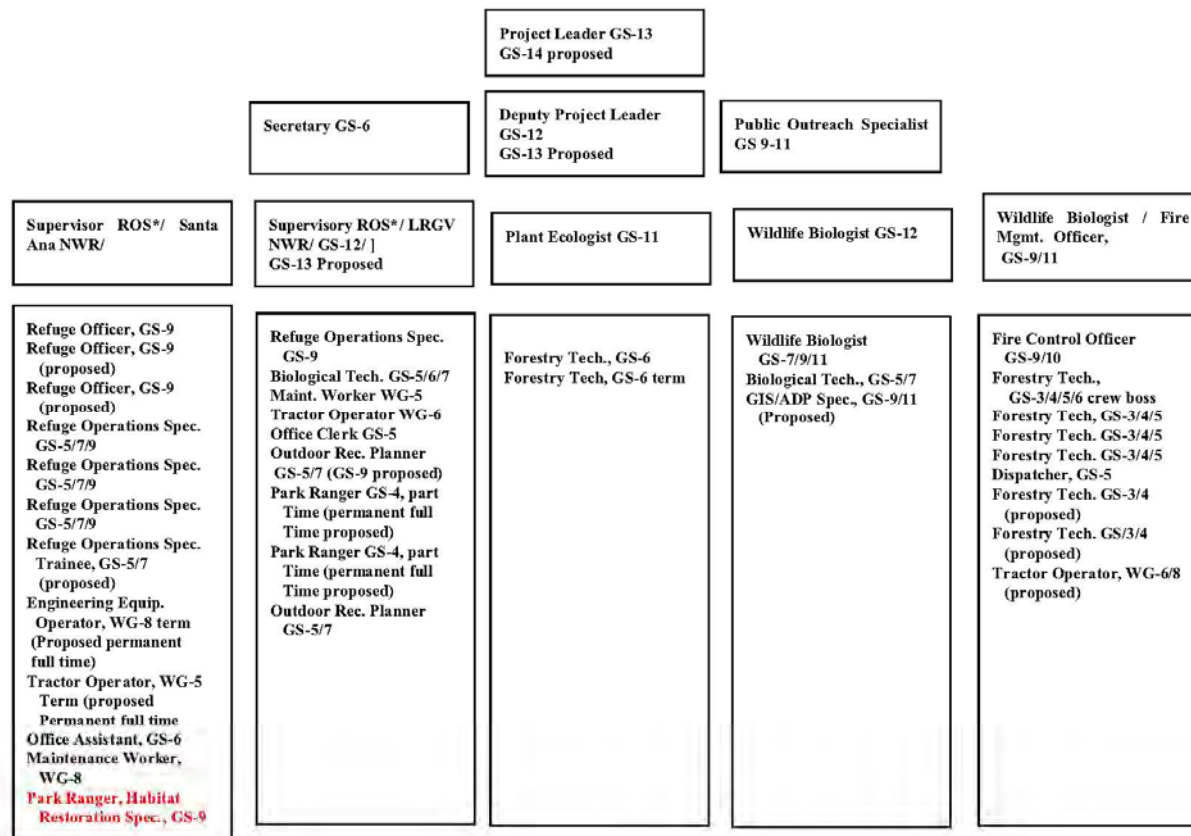 Project Leader GS-13
GS-14 proposed
Secretary GS-6
Deputy Project Leader
GS-12
GS-13 Proposed
Public Outreach Specialist
GS 9-11
Supervisor ROS*/ Santa
Ana NWR/
Supervisory ROS*/ LRGV
NWR/ GS-12/ ]
GS-13 Proposed
Plant Ecologist GS-11
Wildlife Biologist GS-12
Wildlife Biologist / Fire
Mgmt. Officer,
GS-9/11
Refuge Officer, GS-9
Refuge Officer, GS-9
(proposed)
Refuge Officer, GS-9
(proposed)
Refuge Operations Spec.
GS-5/7/9
Refuge Operations Spec.
GS-5/7/9
Refuge Operations Spec.
GS-5/7/9
Refuge Operations Spec.
Trainee, GS-5/7
(proposed)
Engineering Equip.
Operator, WG-8 term
(Proposed permanent
full time)
Tractor Operator, WG-5
Term (proposed
Permanent full time
Office Assistant, GS-6
Maintenance Worker,
WG-8
Park Ranger, Habitat
Restoration Spec., GS-9
Refuge Operations Spec.
GS-9
Biological Tech. GS-5/6/7
Maint. Worker WG-5
Tractor Operator WG-6
Office Clerk GS-5
Outdoor Rec. Planner
GS-5/7 (GS-9 proposed)
Park Ranger GS-4, part
Time (permanent full
Time proposed)
Park Ranger GS-4, part
Time (permanent full
Time proposed)
Outdoor Rec. Planner
GS-5/7
Forestry Tech., GS-6
Forestry Tech, GS-6 term
Wildlife Biologist
GS-7/9/11
Biological Tech., GS-5/7
GIS/ADP Spec., GS-9/11
(Proposed)
Fire Control Officer
GS-9/10
Forestry Tech.,
GS-3/4/5/6 crew boss
Forestry Tech, GS-3/4/5
Forestry Tech. GS-3/4/5
Forestry Tech. GS-3/4/5
Dispatcher, GS-5
Forestry Tech. GS-3/4
(proposed)
Forestry Tech. GS/3/4
(proposed)
Tractor Operator, WG-6/8
(proposed)